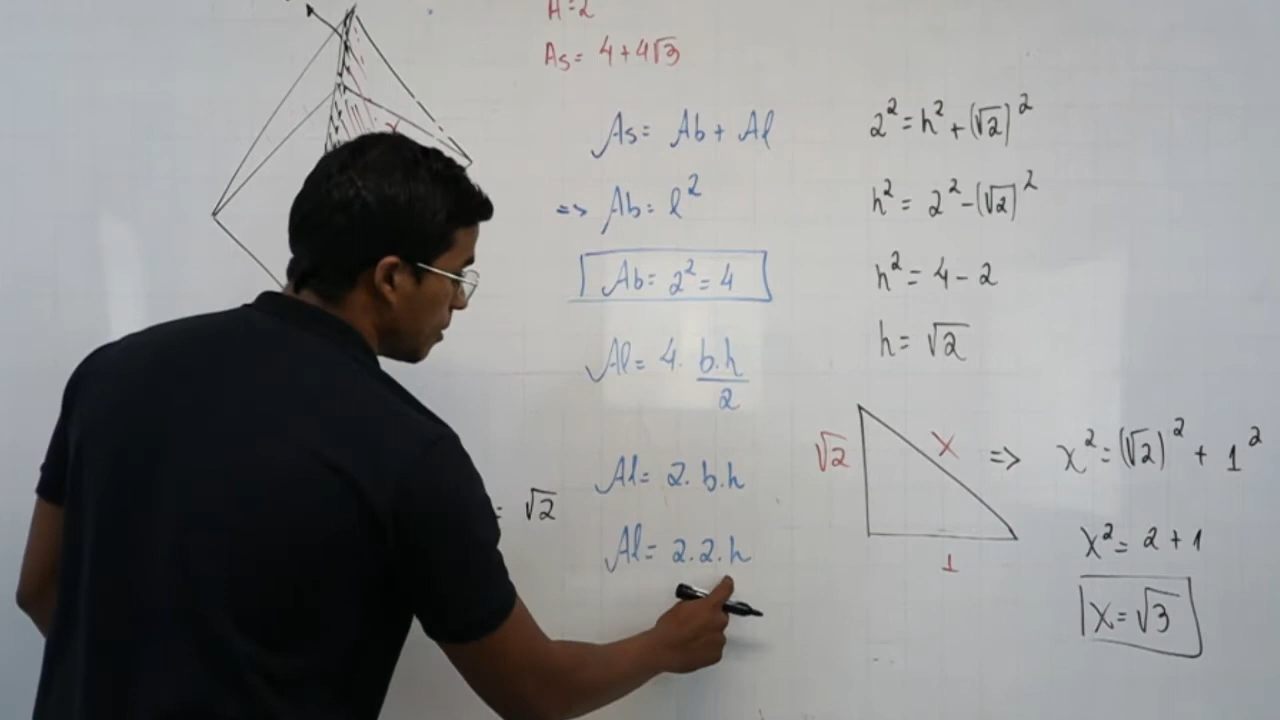 A=2
As= 4+4√3
As= Ab+ Al
=> Ab= l²
Ab= 2²= 4
Al= 4. b.h
2
Al= 2. b.h
Al= 2.2.h
= √2
x
2²= h²+(√2)²
h²= 2²-(√2)²
h²= 4-2
h= √2
√2
x
1
=> x²= (√2)² + 1²
x²= 2+1
x= √3